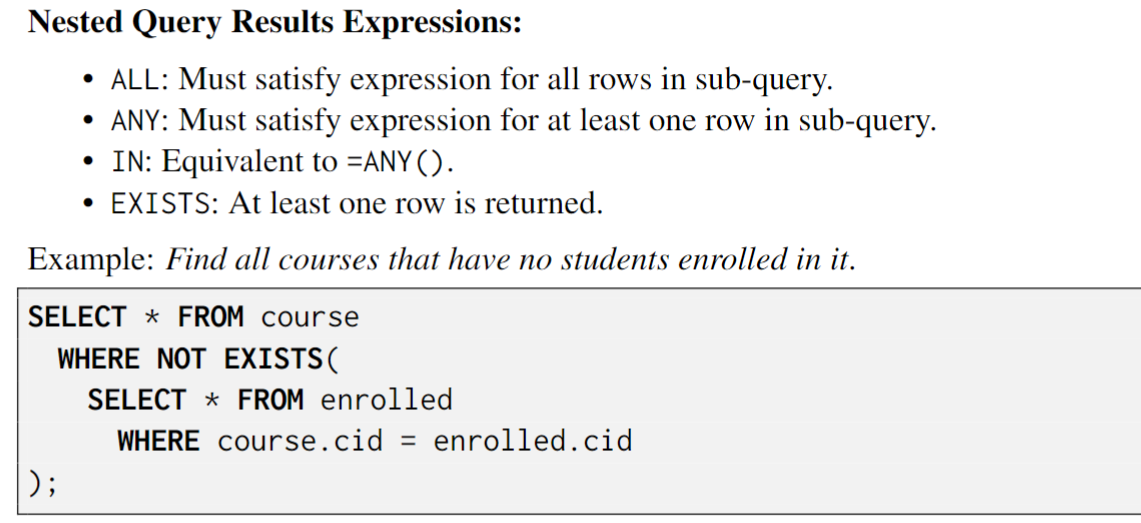 Nested Query Results Expressions:
• ALL: Must satisfy expression for all rows in sub-query.
• ANY: Must satisfy expression for at least one row in sub-query.
• IN: Equivalent to =ANY().
• EXISTS: At least one row is returned.
Example: Find all courses that have no students enrolled in it.
SELECT * FROM course
WHERE NOT EXISTS(
SELECT * FROM enrolled
WHERE course.cid = enrolled.cid
);